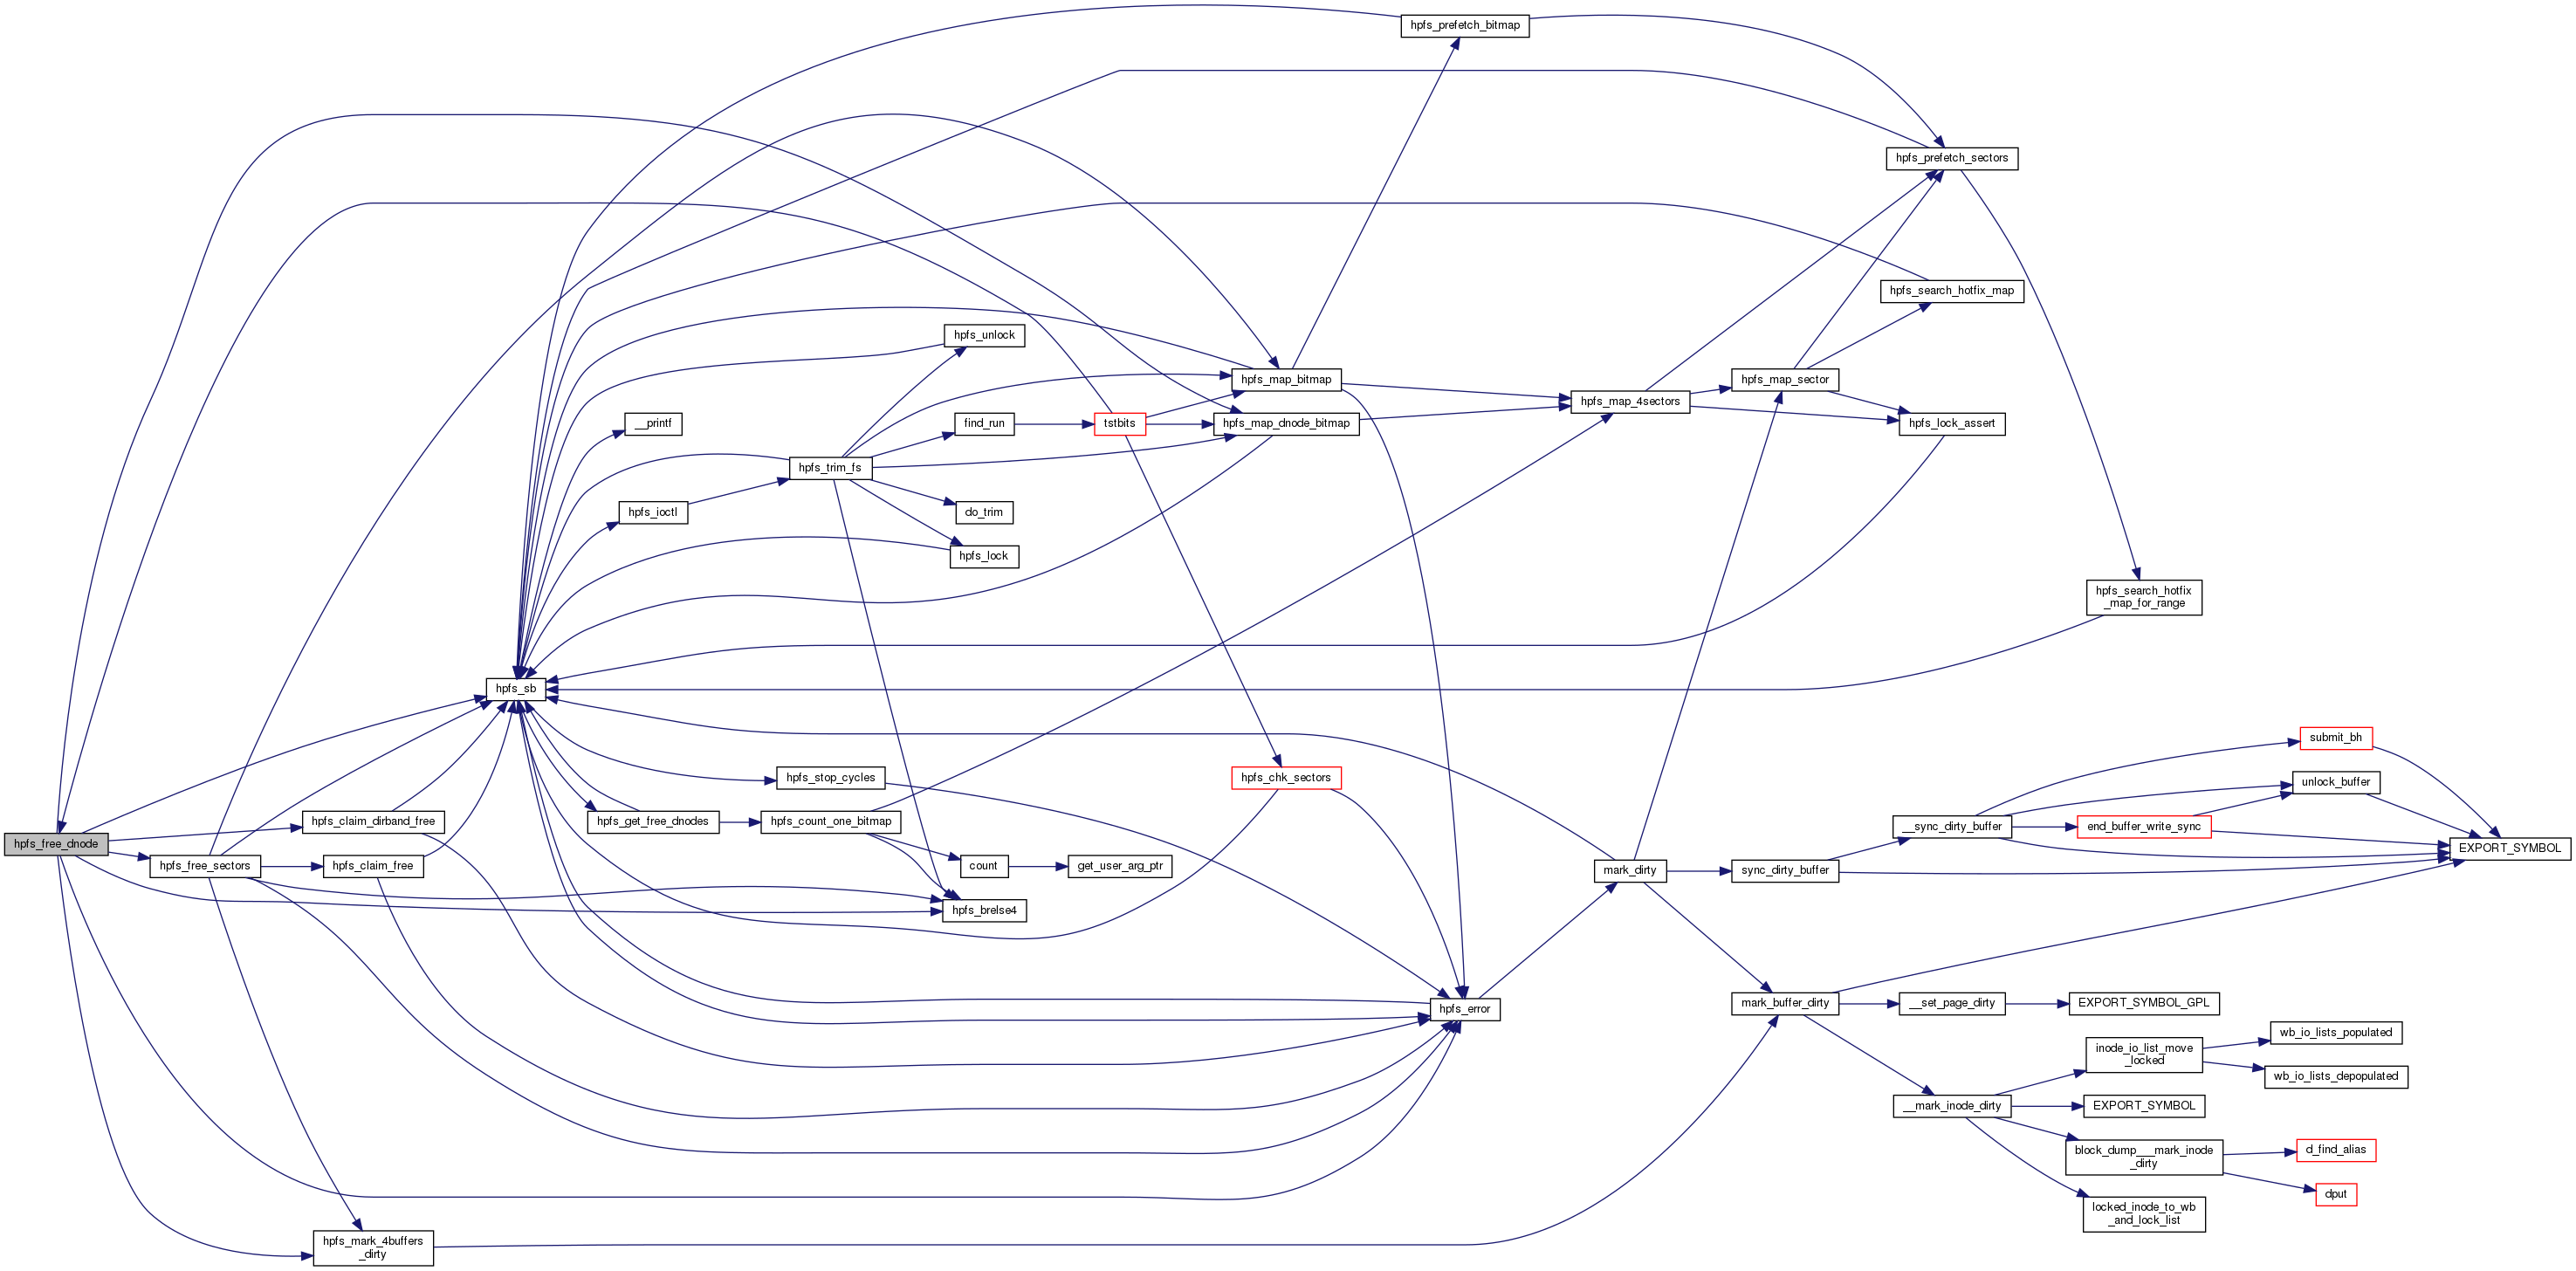 hpfs_prefetch_bitmap
hpfs_prefetch_sectors
hpfs_search_hotfix_map
hpfs_unlock
hpfs_map_bitmap
hpfs_map_sector
hpfs_map_4sectors
__printf
find_run
tstbits
hpfs_map_dnode_bitmap
hpfs_lock_assert
hpfs_trim_fs
hpfs_ioctl
do_trim
hpfs_lock
hpfs_search_hotfix
_map_for_range
hpfs_sb
submit_bh
hpfs_stop_cycles
hpfs_chk_sectors
unlock_buffer
hpfs_claim_dirband_free
hpfs_get_free_dnodes
hpfs_count_one_bitmap
__sync_dirty_buffer
end_buffer_write_sync
hpfs_free_dnode
EXPORT_SYMBOL
hpfs_free_sectors
hpfs_claim_free
count
get_user_arg_ptr
mark_dirty
sync_dirty_buffer
hpfs_brelse4
hpfs_error
mark_buffer_dirty
__set_page_dirty
EXPORT_SYMBOL_GPL
wb_io_lists_populated
inode_io_list_move
_locked
wb_io_lists_depopulated
__mark_inode_dirty
EXPORT_SYMBOL
block_dump___mark_inode
_dirty
d_find_alias
dput
locked_inode_to_wb
_and_lock_list
hpfs_mark_4buffers
_dirty